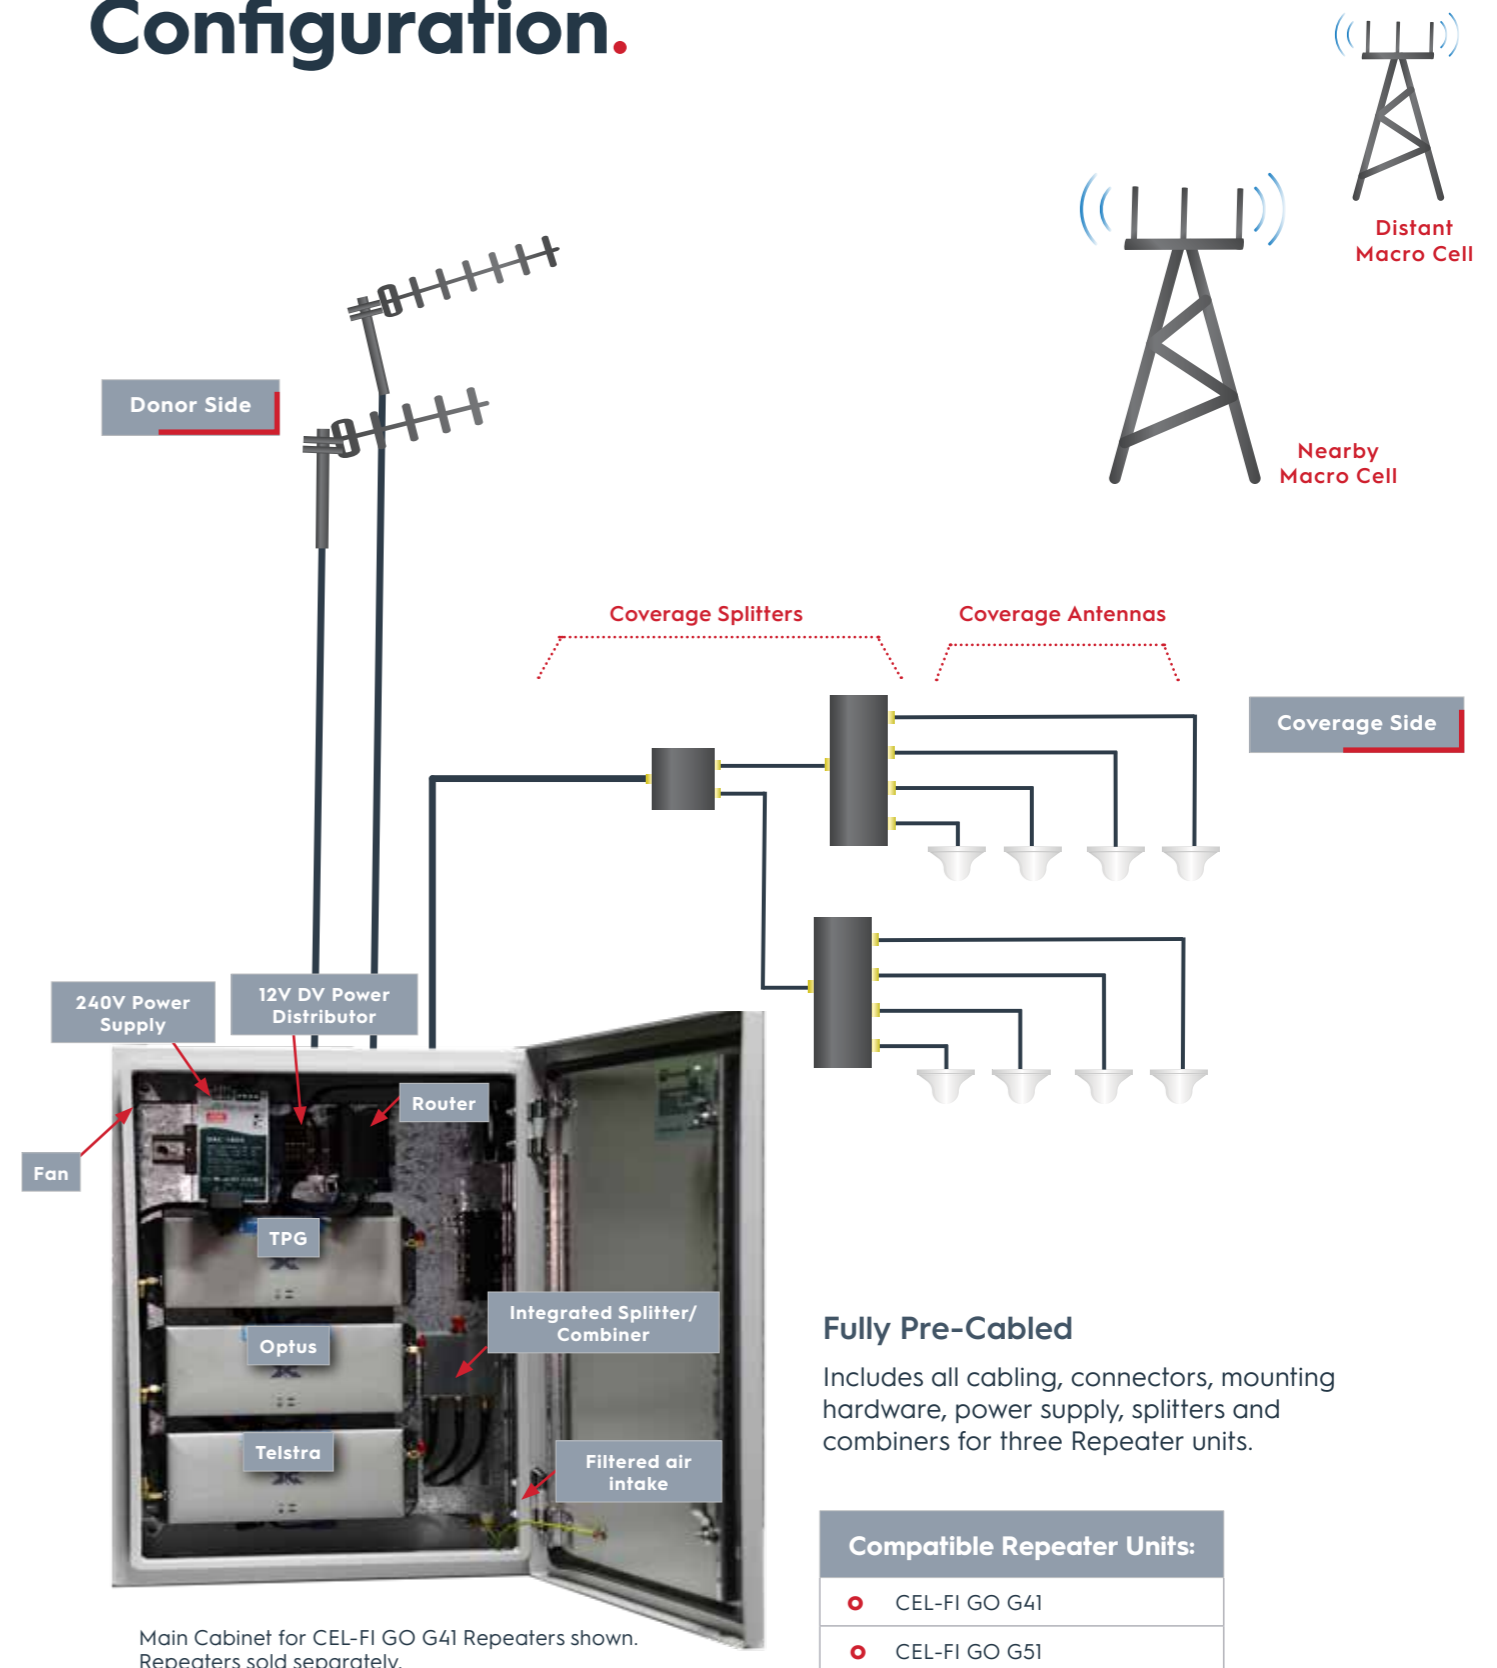 Configuration.
Distant
Macro Cell
Donor Side
Nearby
Macro Cell
Coverage Splitters
Coverage Antennas
Coverage Side
240V Power
Supply
12V DV Power
Distributor
Router
Fan
TPG
Integrated Splitter/
Combiner
Optus
Telstra
Filtered air
intake
Fully Pre-Cabled
Includes all cabling, connectors, mounting
hardware, power supply, splitters and
combiners for three Repeater units.
Compatible Repeater Units:
CEL-FI GO G41
CEL-FI GO G51
Main Cabinet for CEL-FI GO G41 Repeaters shown.
Repeaters sold separately.